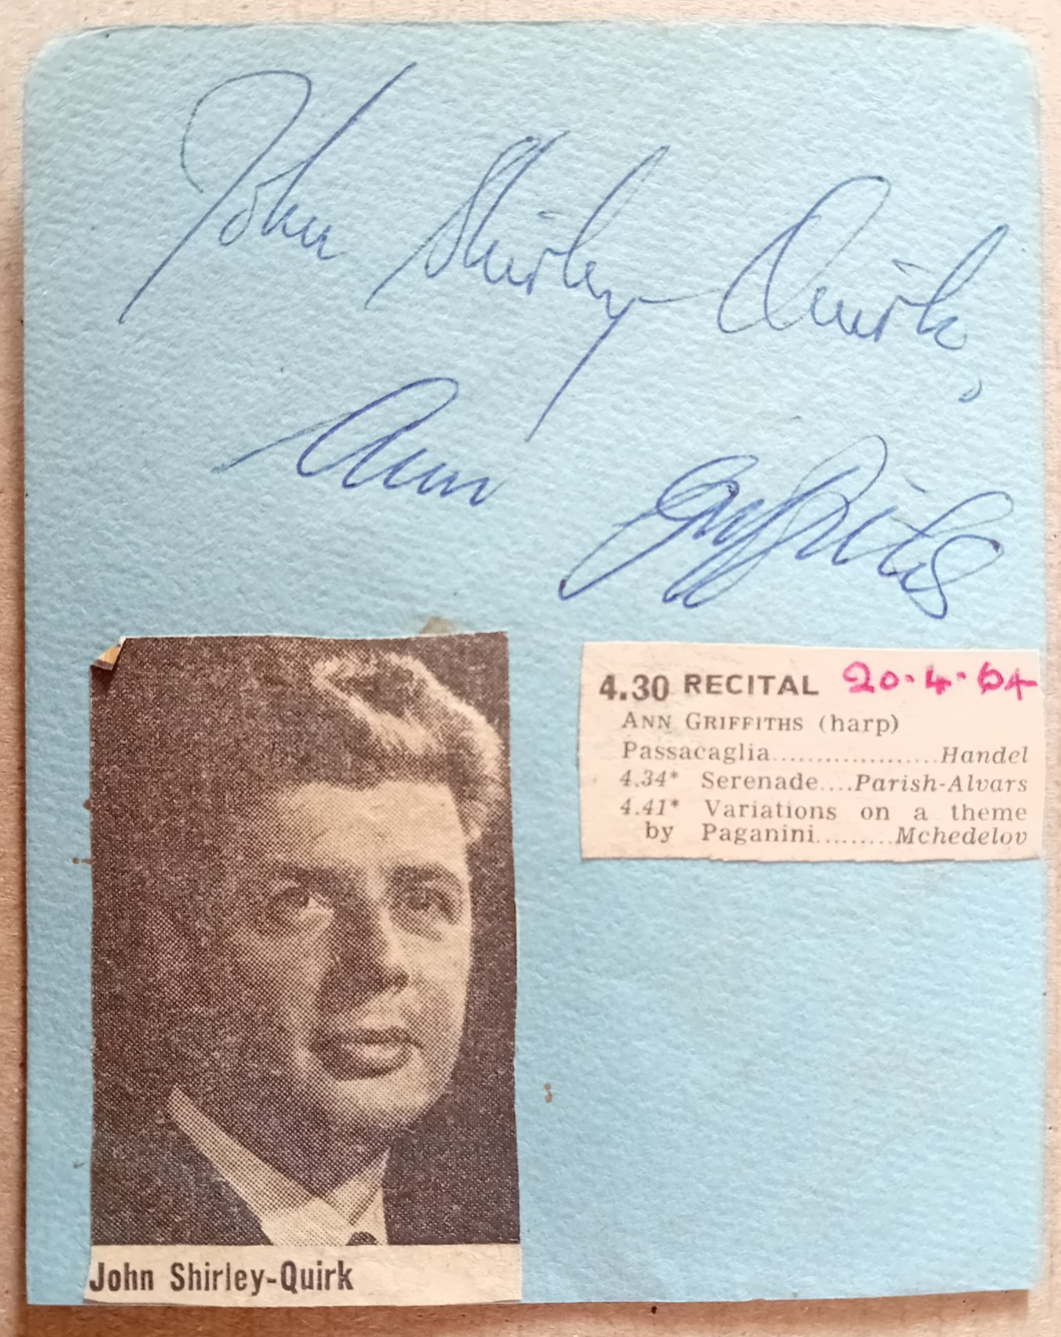 John Shirley-Quirk
Ann Griffiths
4.30 RECITAL 20.4.64
ANN GRIFFITHS (harp)
Passacaglia...................Handel
4.34* Serenade....Parish-Alvars
4.41* Variations on a theme
by Paganini.........Mchedelov
John Shirley-Quirk